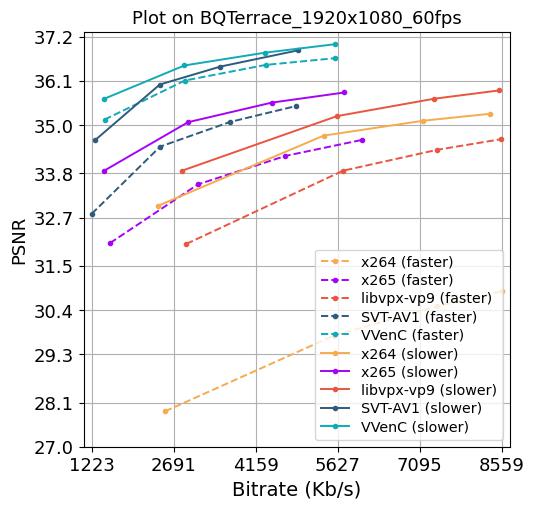 Plot on BQTerrace_1920x1080_60fps
37.2
36.1
35.0
33.8
32.7
31.5
30.4
29.3
28.1
27.0
PSNR
x264 (faster)
x265 (faster)
libvpx-vp9 (faster)
SVT-AV1 (faster)
VVenC (faster)
x264 (slower)
x265 (slower)
libvpx-vp9 (slower)
SVT-AV1 (slower)
VVenC (slower)
1223 2691 4159 5627 7095 8559
Bitrate (Kb/s)